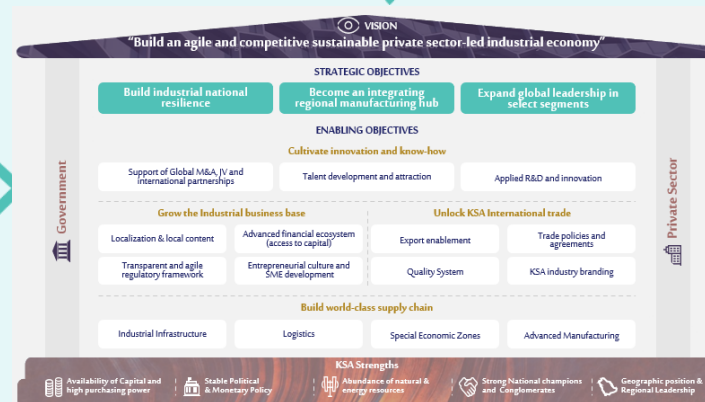 VISION
“Build an agile and competitive sustainable private sector-led industrial economy”
STRATEGIC OBJECTIVES
Build industrial national
resilience
Become an integrating
regional manufacturing hub
Expand global leadership in
select segments
ENABLING OBJECTIVES
Cultivate innovation and know-how
Support of Global M&A, JV and
international partnerships
Talent development and attraction
Applied R&D and innovation
Grow the Industrial business base
Localization & local content
Advanced financial ecosystem
(access to capital)
Transparent and agile
regulatory framework
Entrepreneurial culture and
SME development
Unlock KSA International trade
Export enablement
Trade policies and
agreements
Quality System
KSA industry branding
Build world-class supply chain
Industrial Infrastructure
Logistics
Special Economic Zones
Advanced Manufacturing
Government
Private Sector
KSA Strengths
Availability of Capital and
high purchasing power
Stable Political
& Monetary Policy
Abundance of natural &
energy resources
Strong National champions
and Conglomerates
Geographic position &
Regional Leadership